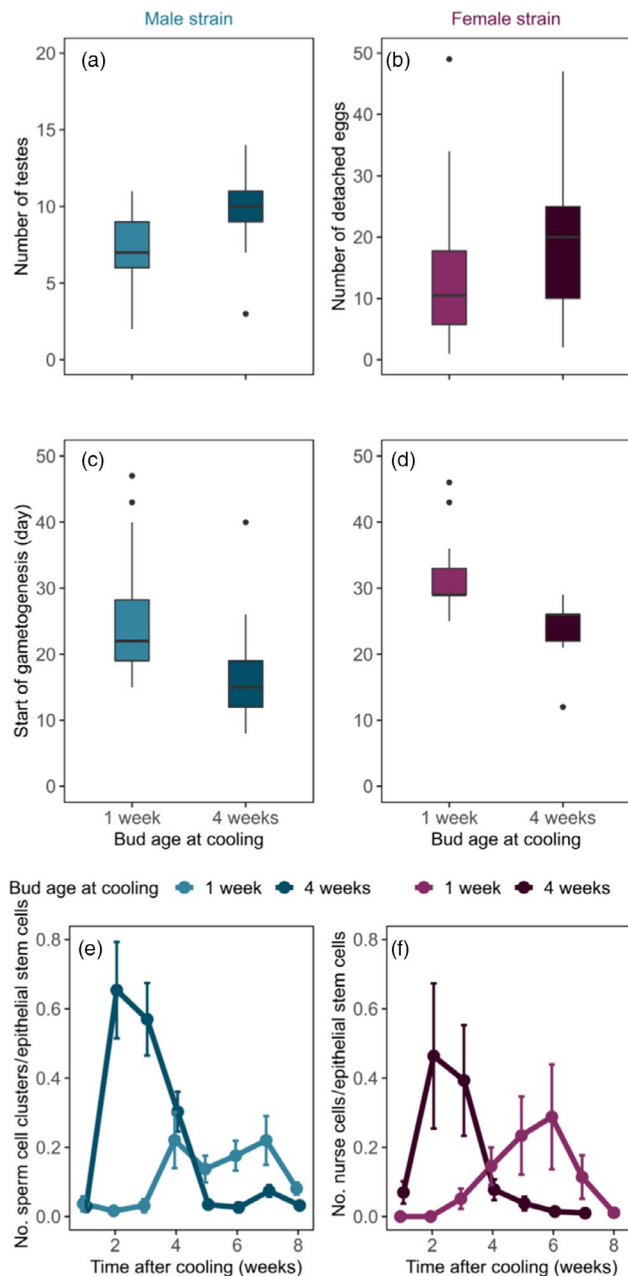 Male strain
Female strain
(a)
Number of testes
20
15
10
5
0
(b)
Number of detached eggs
50
40
30
20
10
0
(c)
Start of gametogenesis (day)
50
40
30
20
10
0
1 week
4 weeks
Bud age at cooling
(d)
50
40
30
20
10
0
1 week
4 weeks
Bud age at cooling
Bud age at cooling 1 week 4 weeks 1 week 4 weeks
(e)
No. sperm cell clusters/epithelial stem cells
0.8
0.6
0.4
0.2
0.0
2
4
6
8
Time after cooling (weeks)
(f)
No. nurse cells/epithelial stem cells
0.8
0.6
0.4
0.2
0.0
2
4
6
8
Time after cooling (weeks)